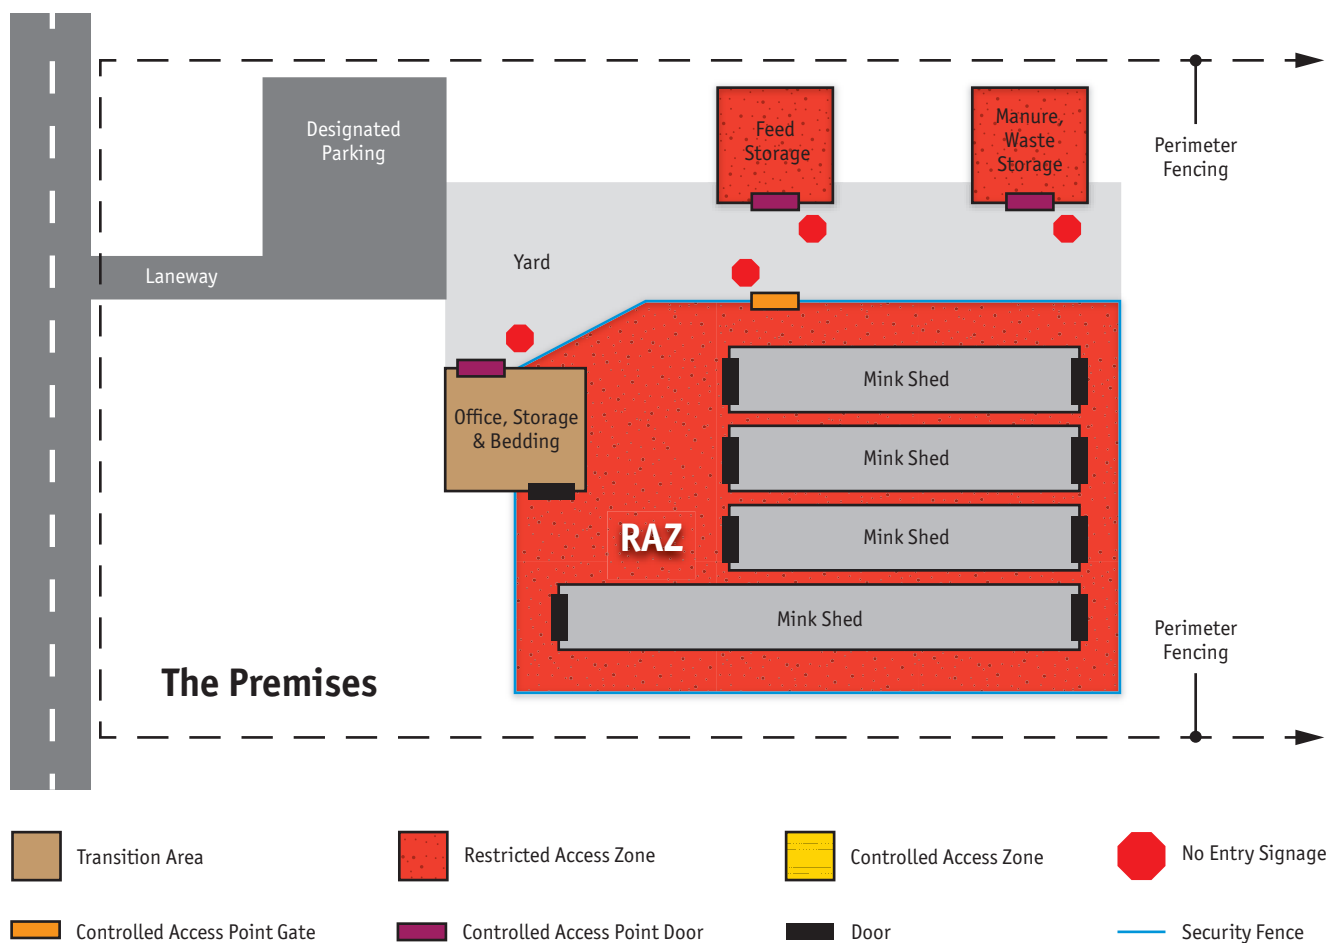 Designated
Parking
Feed
Storage
Manure,
Waste
Storage
Perimeter
Fencing
Laneway
Yard
Office, Storage
& Bedding
Mink Shed
Mink Shed
Mink Shed
RAZ
Mink Shed
Perimeter
Fencing
The Premises
Transition Area
Restricted Access Zone
Controlled Access Zone
No Entry Signage
Controlled Access Point Gate
Controlled Access Point Door
Door
Security Fence